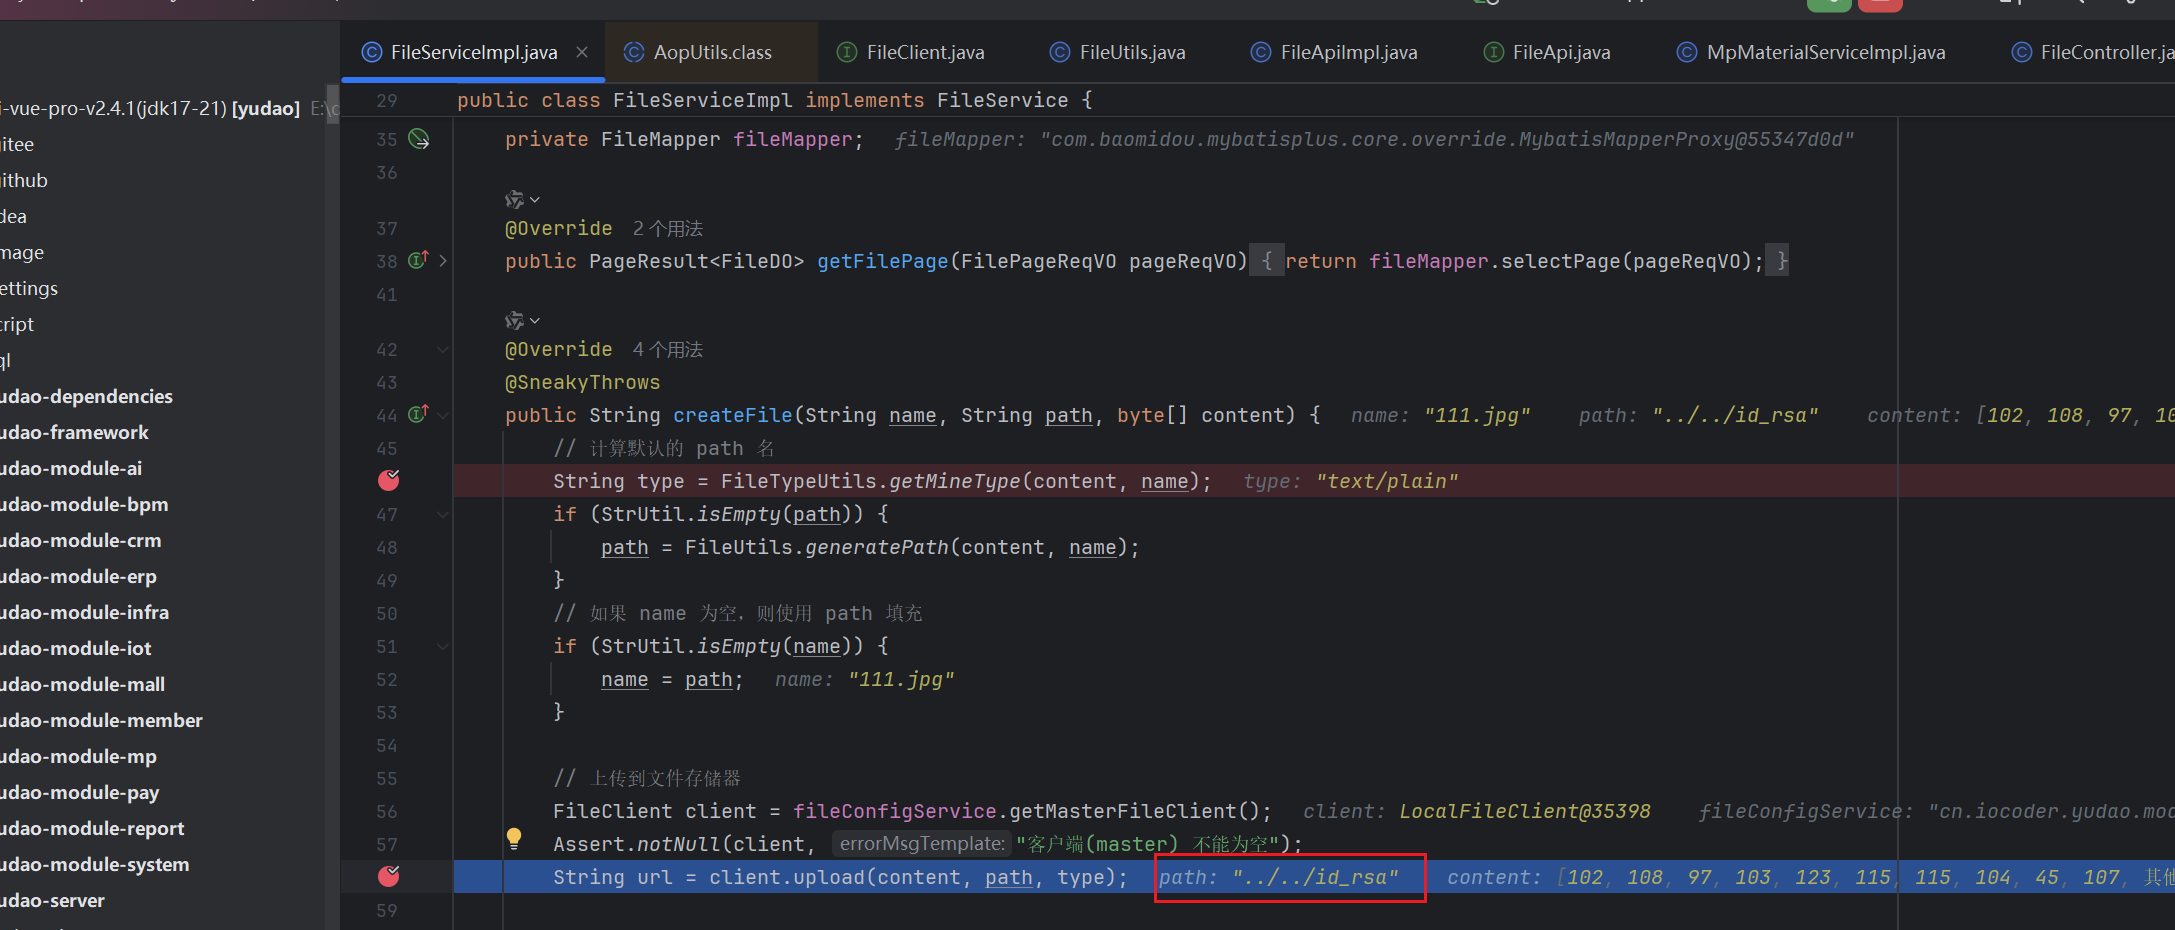 FileServiceImpl.java
AopUtils.class
FileClient.java
FileUtils.java
FileApiImpl.java
FileApi.java
MpMaterialServiceImpl.java
FileController.ja
i-vue-pro-v2.4.1(jdk17-21) [yudao] E:\
itee
ithub
dea
mage
ettings
cript
ql
udao-dependencies
udao-framework
udao-module-ai
udao-module-bpm
udao-module-crm
udao-module-erp
udao-module-infra
udao-module-iot
udao-module-mall
udao-module-member
udao-module-mp
udao-module-pay
udao-module-report
udao-module-system
udao-server
29 public class FileServiceImpl implements FileService {
35 private FileMapper fileMapper; fileMapper: "com.baomidou.mybatisplus.core.override.MybatisMapperProxy@55347d0d"
36
37 @Override 2个用法
38 public PageResult<FileDO> getFilePage(FilePageReqVO pageReqVO) { return fileMapper.selectPage(pageReqVO); }
41
42 @Override 4个用法
43 @SneakyThrows
44 public String createFile(String name, String path, byte[] content) { name: "111.jpg" path: "../../id_rsa" content: [102, 108, 97, 10
45 // 计算默认的 path 名
String type = FileTypeUtils.getMineType(content, name); type: "text/plain"
47 if (StrUtil.isEmpty(path)) {
48 path = FileUtils.generatePath(content, name);
49 }
50 // 如果 name 为空，则使用 path 填充
51 if (StrUtil.isEmpty(name)) {
52 name = path; name: "111.jpg"
53 }
54
55 // 上传到文件存储器
56 FileClient client = fileConfigService.getMasterFileClient(); client: LocalFileClient@35398 fileConfigService: "cn.iocoder.yudao.mod
57 Assert.notNull(client, errorMsgTemplate: "客户端(master) 不能为空");
String url = client.upload(content, path, type); path: "../../id_rsa" content: [102, 108, 97, 103, 123, 115, 115, 104, 45, 107, 其他
59